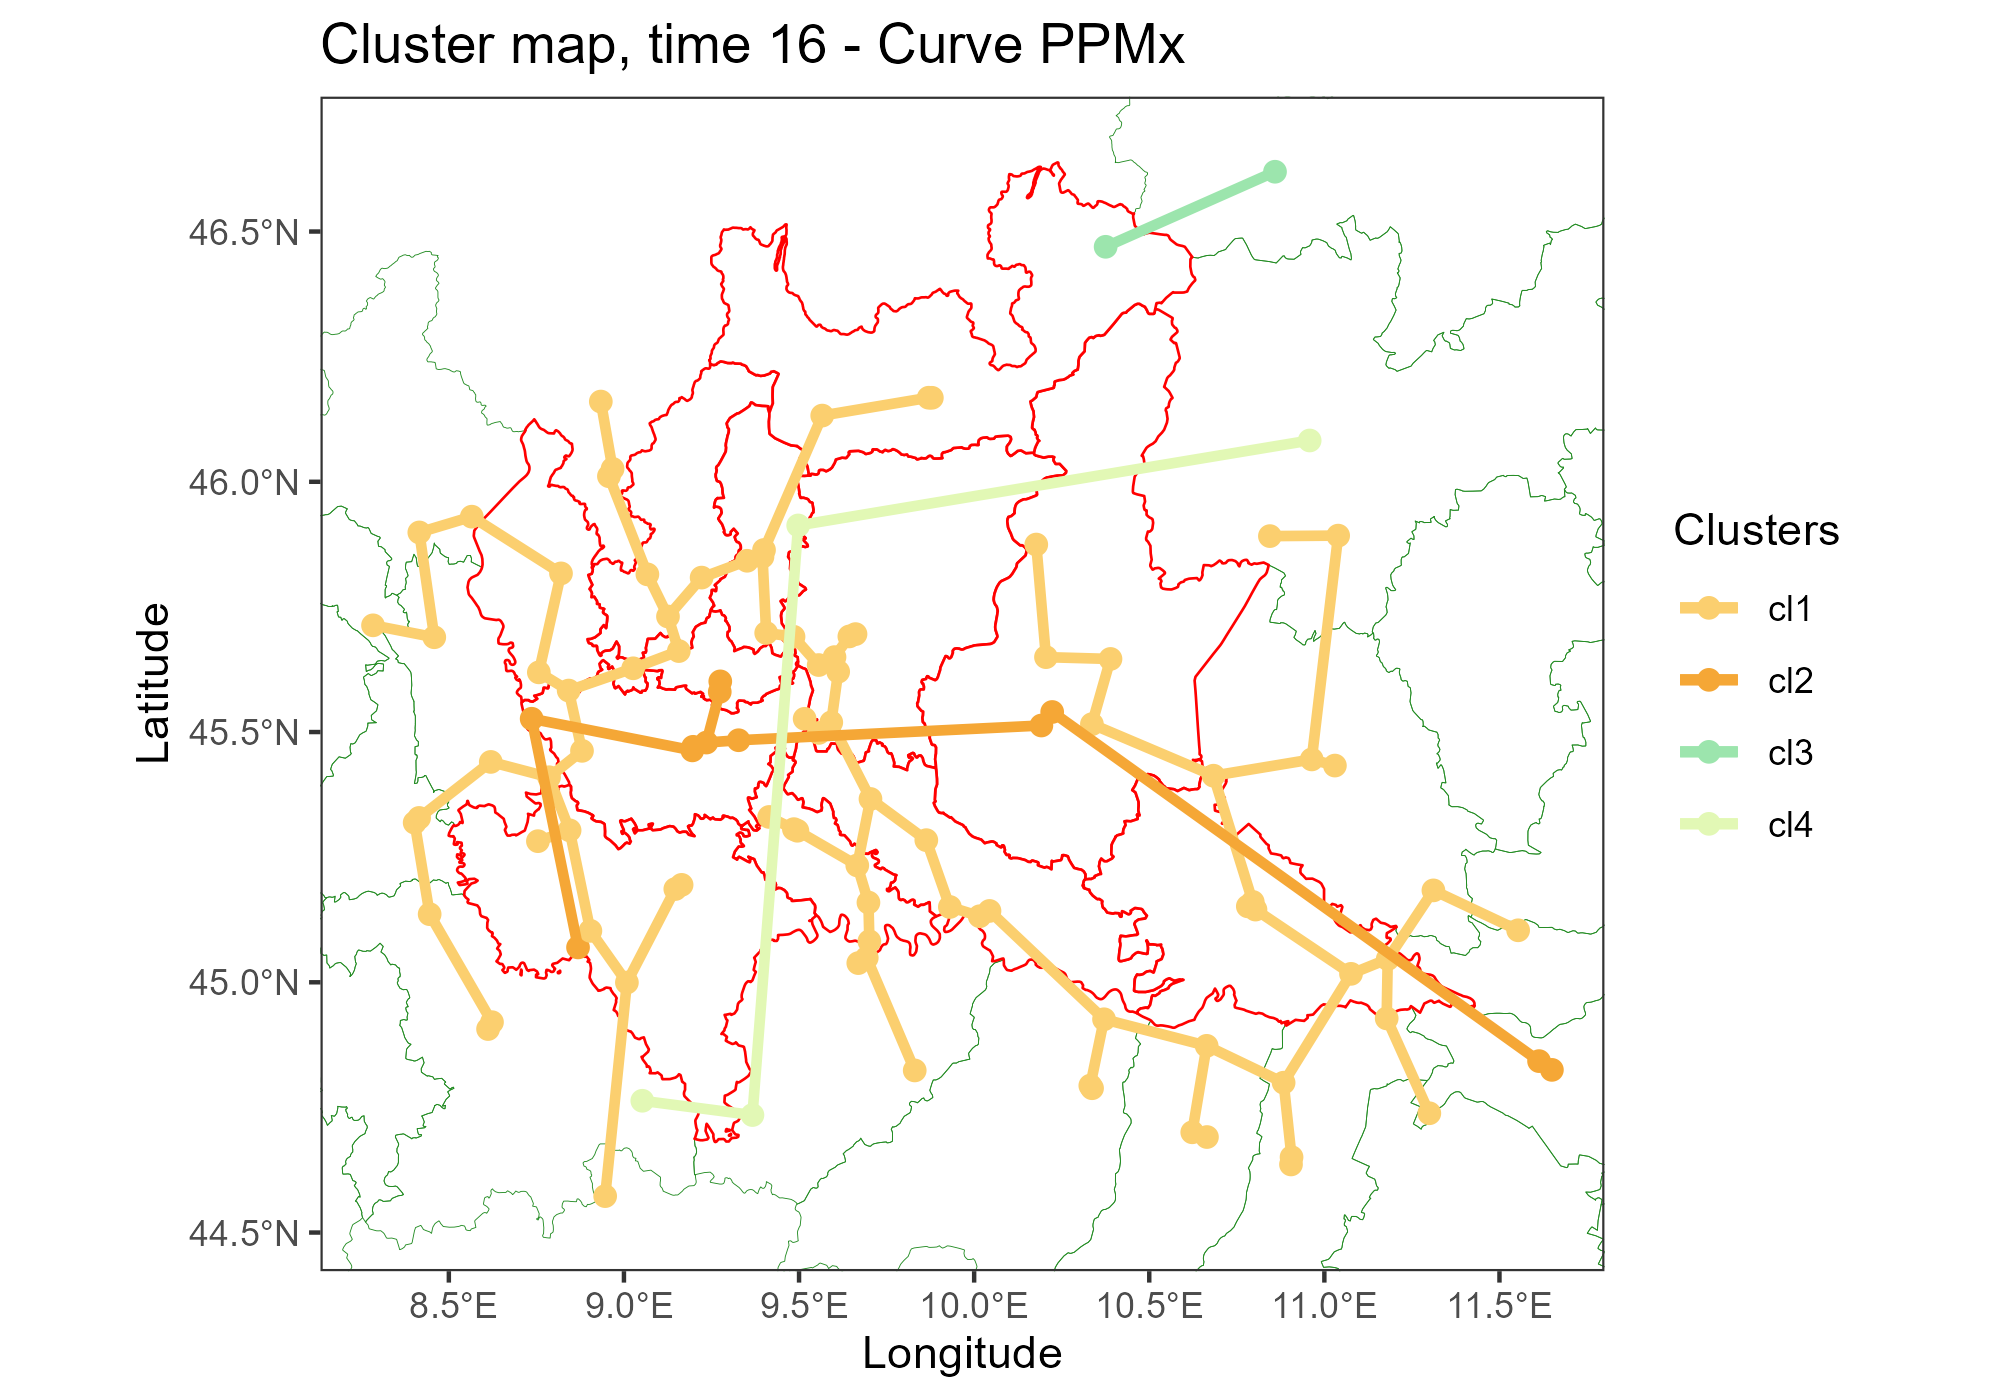 Cluster map, time 16 - Curve PPMx
46.5°N
46.0°N
45.5°N
45.0°N
44.5°N
Latitude
8.5°E 9.0°E 9.5°E 10.0°E 10.5°E 11.0°E 11.5°E
Longitude
Clusters
cl1
cl2
cl3
cl4